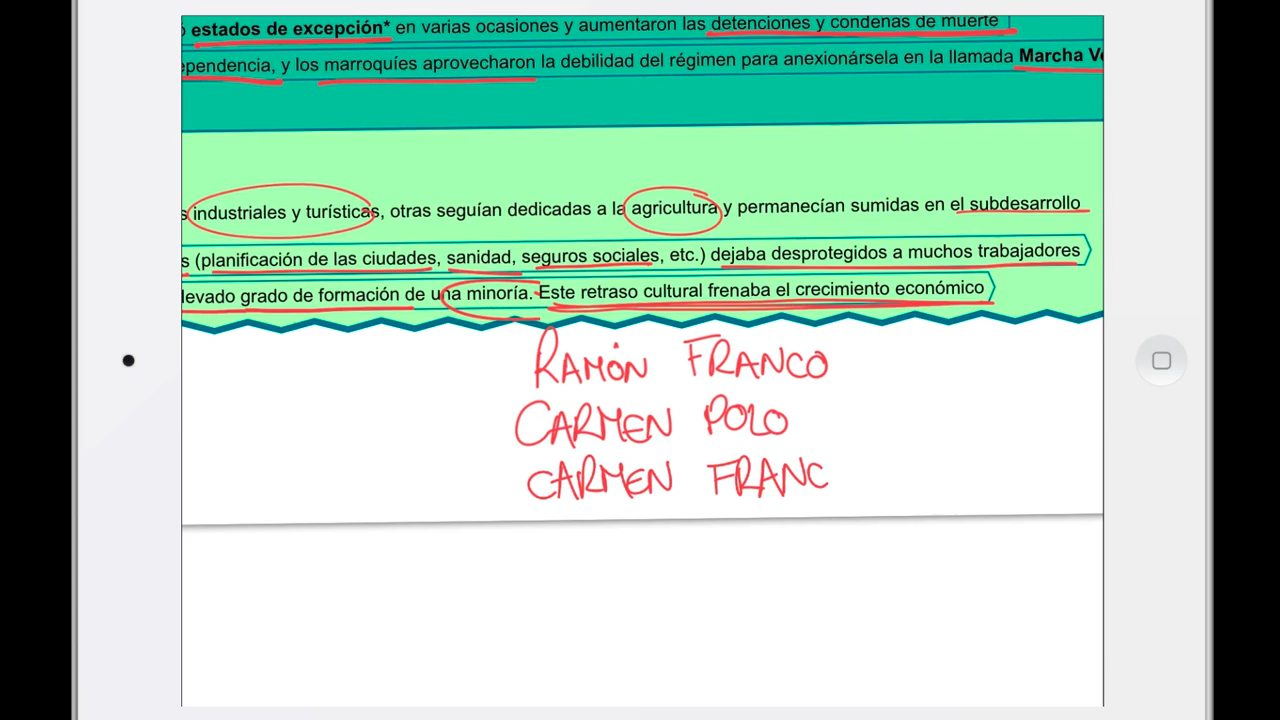 estados de excepción* en varias ocasiones y aumentaron las detenciones y condenas de muerte
ependencia, y los marroquíes aprovecharon la debilidad del régimen para anexionársela en la llamada Marcha Ve
s industriales y turísticas, otras seguían dedicadas a la agricultura y permanecían sumidas en el subdesarrollo
s (planificación de las ciudades, sanidad, seguros sociales, etc.) dejaba desprotegidos a muchos trabajadores
levado grado de formación de una minoría. Este retraso cultural frenaba el crecimiento económico
RAMÓN FRANCO
CARMEN POLO
CARMEN FRANC